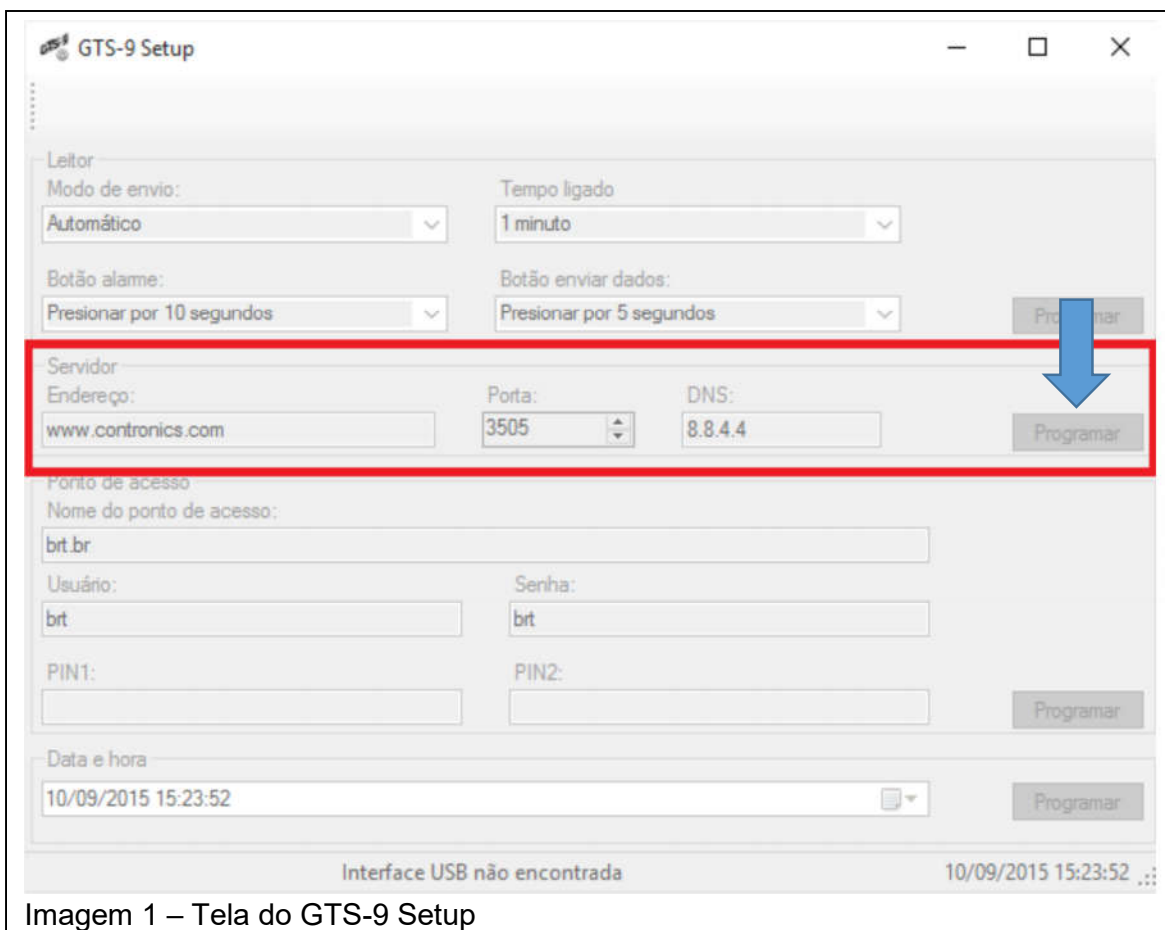 GTS-9 Setup
Leitor
Modo de envio:
Tempo ligado
Automático
1 minuto
Botão alarme:
Botão enviar dados:
Presionar por 10 segundos
Presionar por 5 segundos
Programar
Servidor
Endereço:
Porta:
DNS:
www.contronics.com
3505
8.8.4.4
Programar
Ponto de acesso
Nome do ponto de acesso:
brt.br
Usuário:
Senha:
brt
brt
PIN1:
PIN2:
Programar
Data e hora
10/09/2015 15:23:52
Programar
Interface USB não encontrada
10/09/2015 15:23:52
Imagem 1 – Tela do GTS-9 Setup